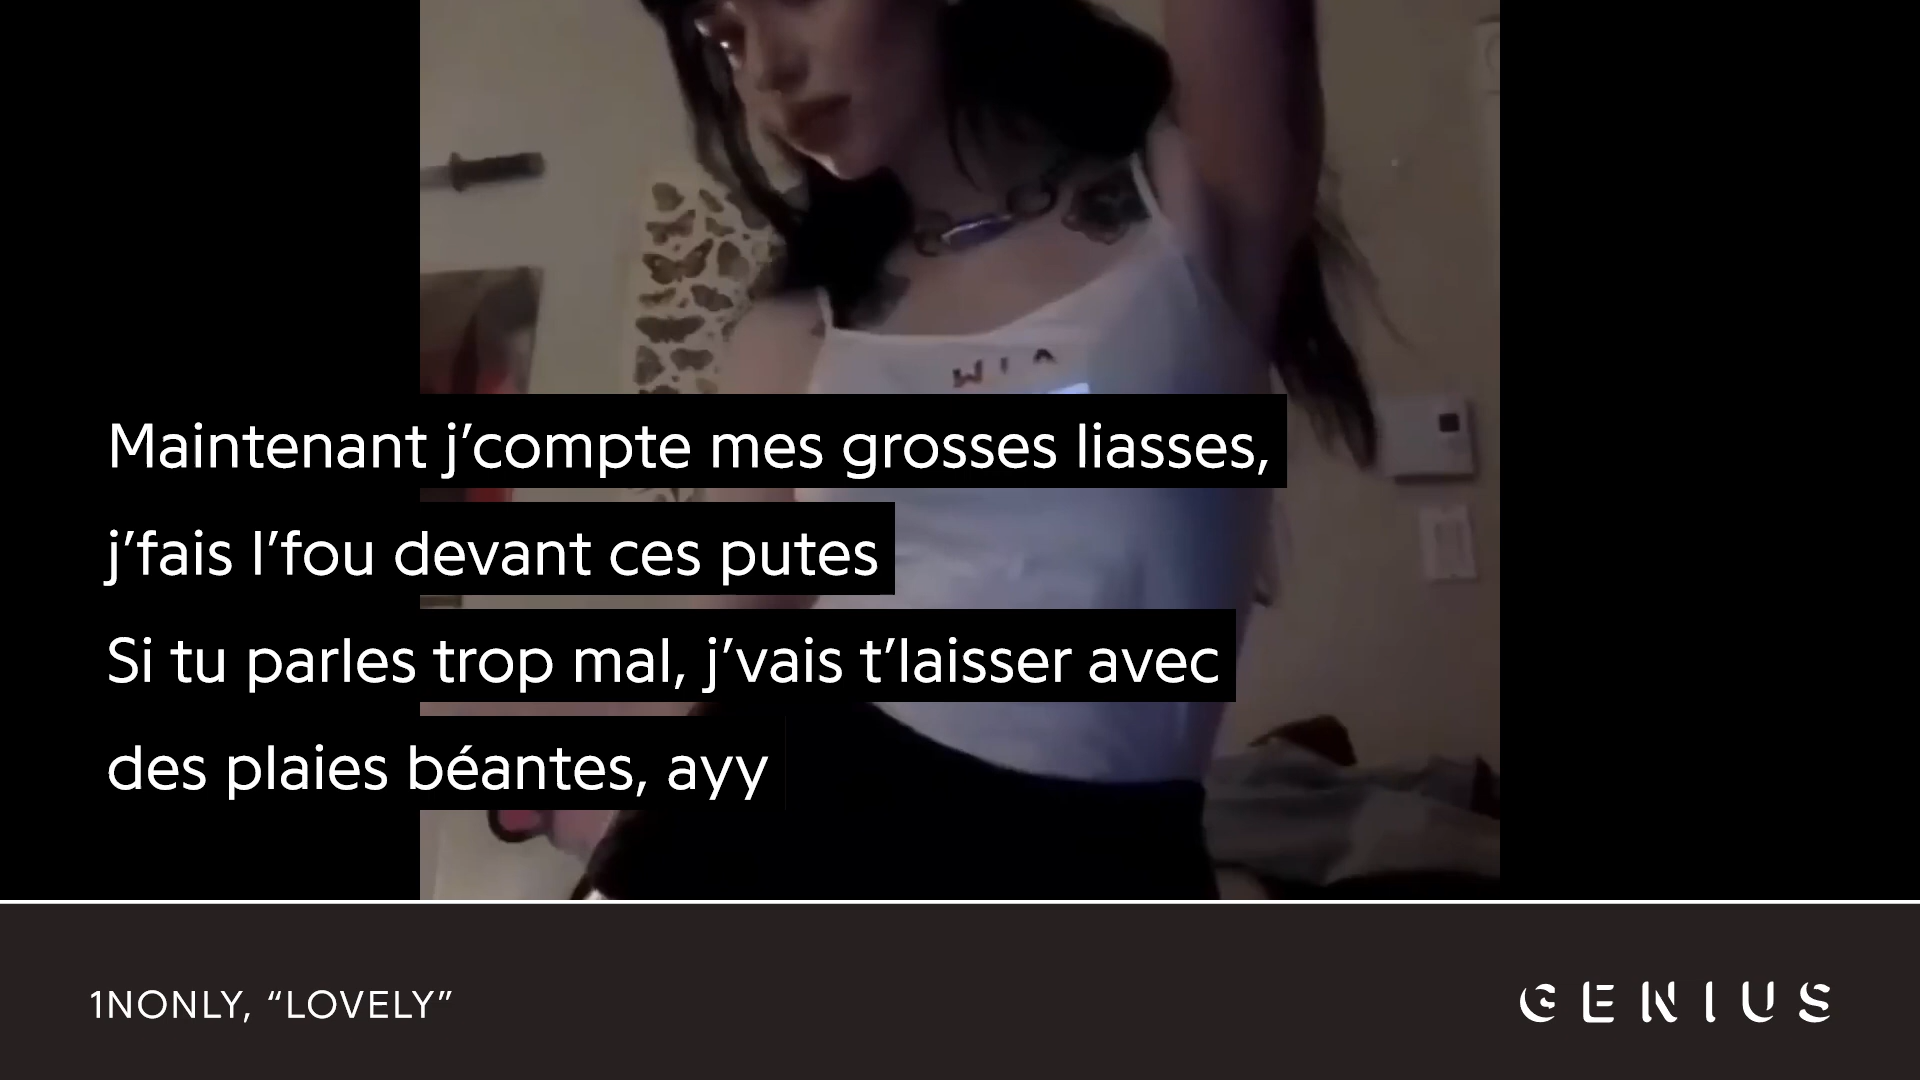 Maintenant j’compte mes grosses liasses,
j’fais l’fou devant ces putes
Si tu parles trop mal, j’vais t’laisser avec
des plaies béantes, ayy
1NONLY, “LOVELY”
GENIUS